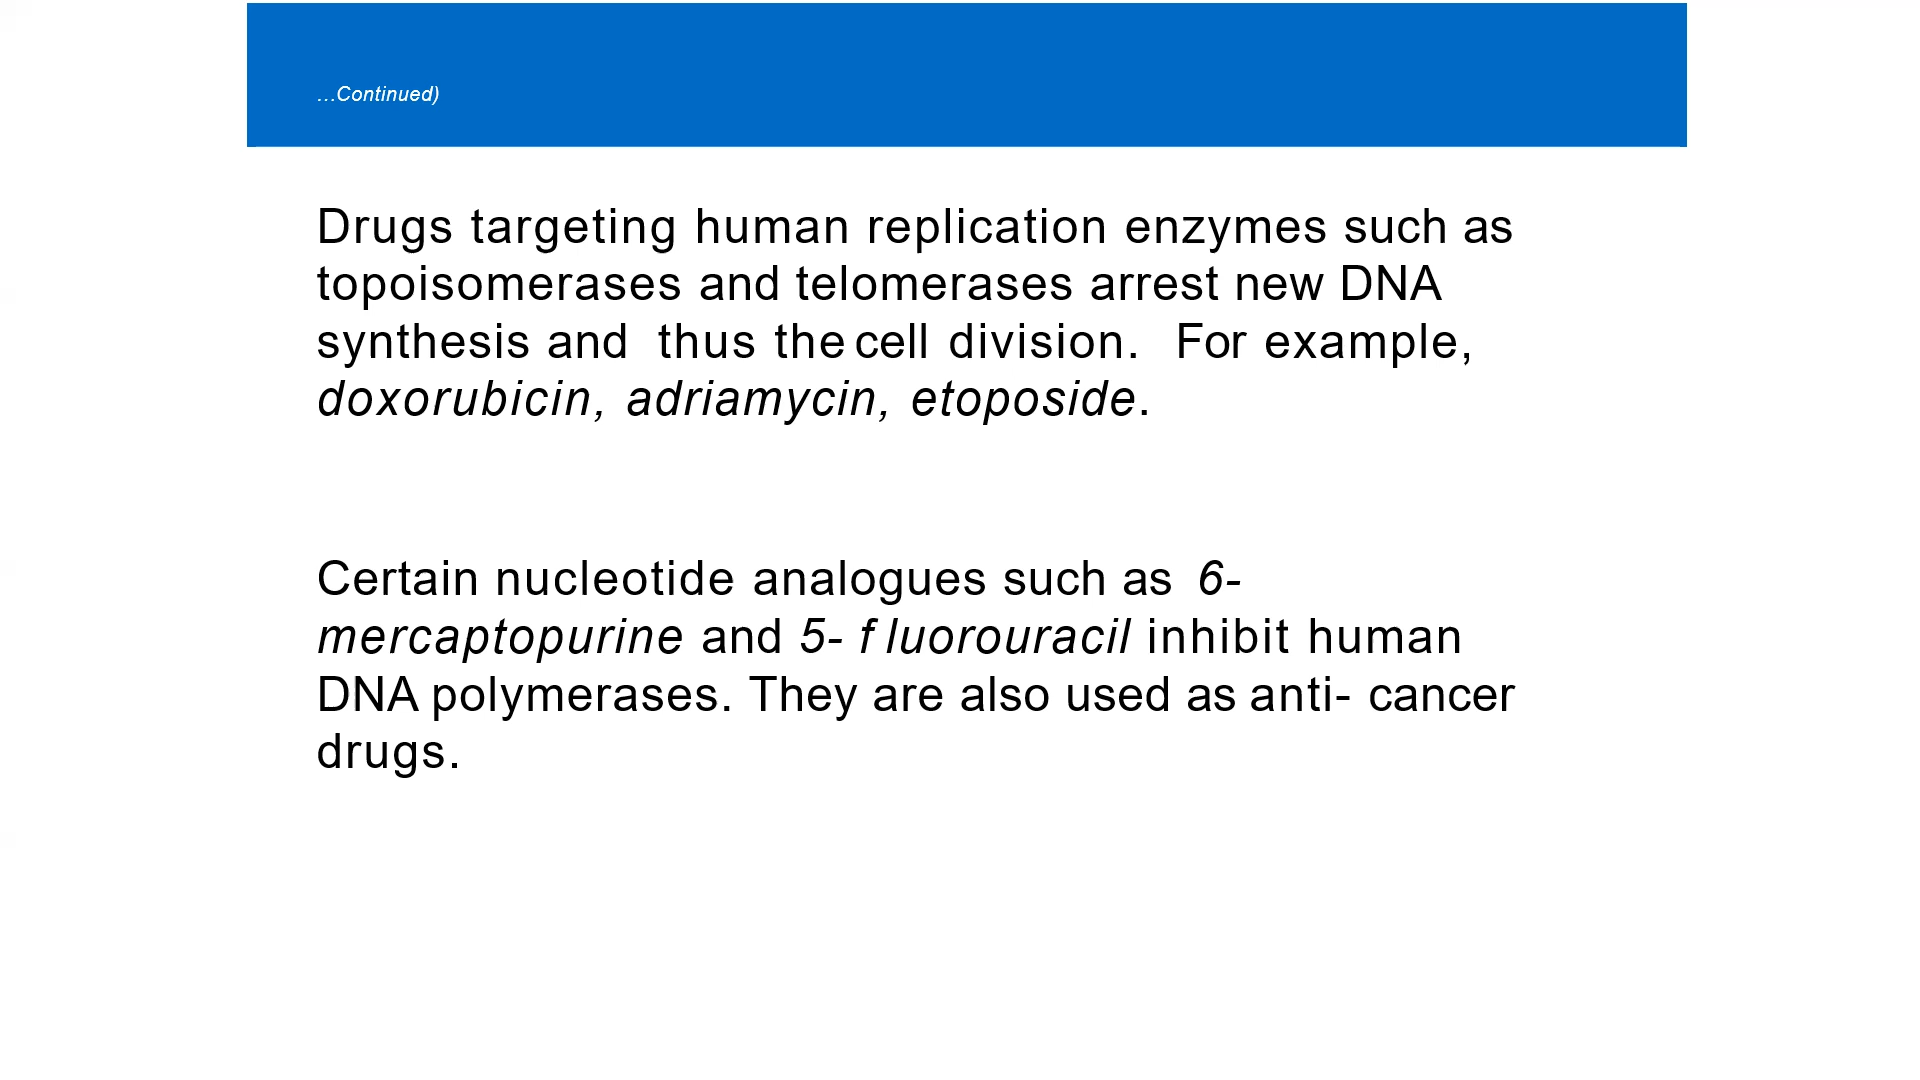 ...Continued)
Drugs targeting human replication enzymes such as
topoisomerases and telomerases arrest new DNA
synthesis and thus the cell division. For example,
doxorubicin, adriamycin, etoposide.
Certain nucleotide analogues such as 6-
mercaptopurine and 5- fluorouracil inhibit human
DNA polymerases. They are also used as anti- cancer
drugs.